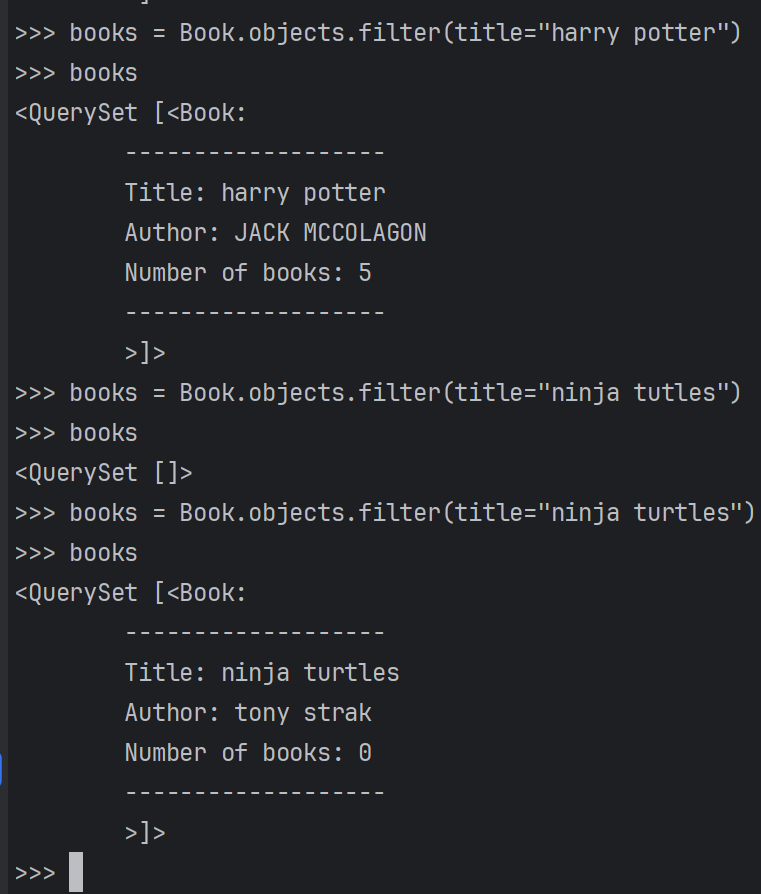 >>> books = Book.objects.filter(title="harry potter")
>>> books
<QuerySet [<Book:
        -------------------
        Title: harry potter
        Author: JACK MCCOLAGON
        Number of books: 5
        -------------------
        >]>
>>> books = Book.objects.filter(title="ninja tutles")
>>> books
<QuerySet []>
>>> books = Book.objects.filter(title="ninja turtles")
>>> books
<QuerySet [<Book:
        -------------------
        Title: ninja turtles
        Author: tony strak
        Number of books: 0
        -------------------
        >]>
>>>